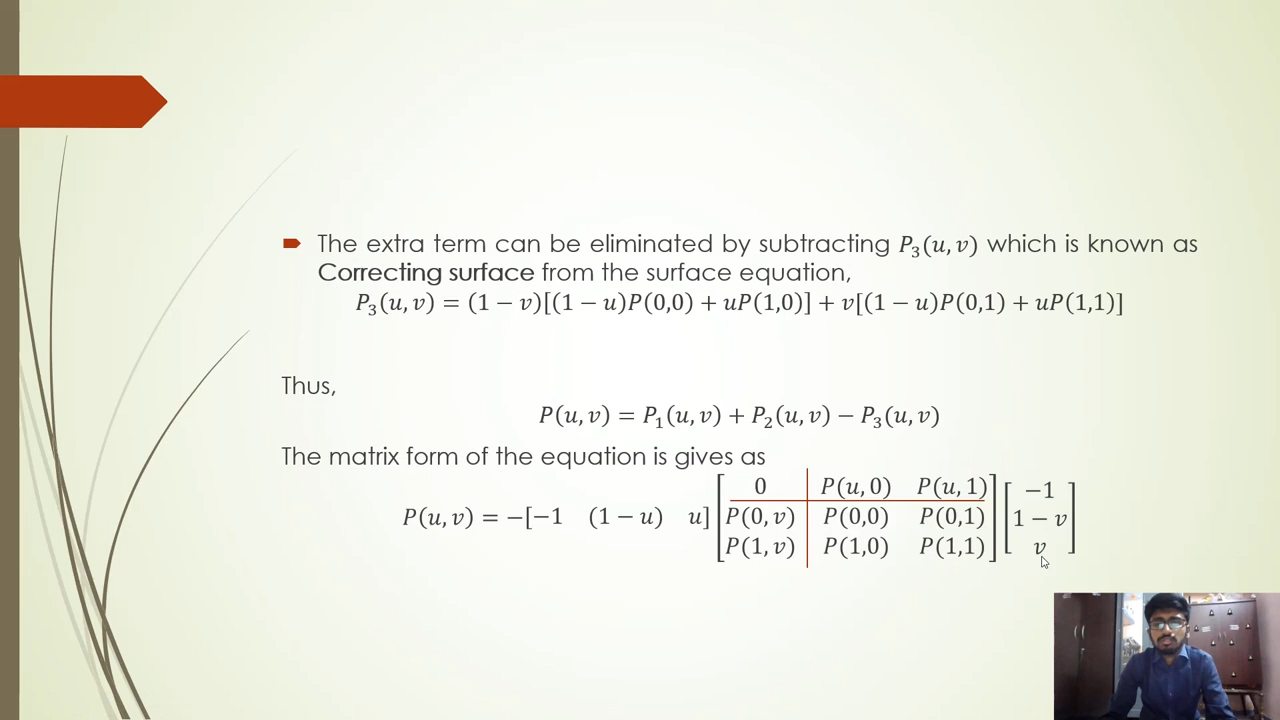 The extra term can be eliminated by subtracting P₃(u, v) which is known as
Correcting surface from the surface equation,
P₃(u, v) = (1 − v)[(1 − u)P(0,0) + uP(1,0)] + v[(1 − u)P(0,1) + uP(1,1)]
Thus,
P(u, v) = P₁(u, v) + P₂(u, v) − P₃(u, v)
The matrix form of the equation is gives as
P(u, v) = −[−1 (1 − u) u] [0 P(u, 0) P(u, 1)
P(0, v) P(0,0) P(0,1)
P(1, v) P(1,0) P(1,1)] [−1
1 − v
v]